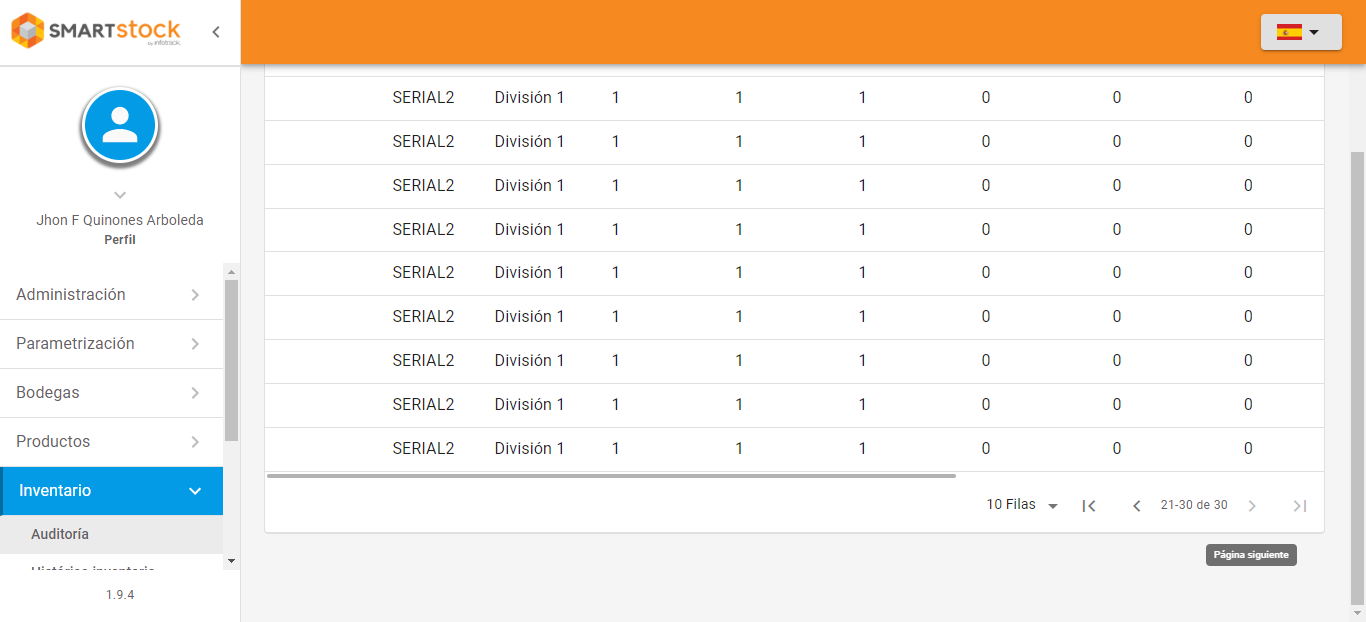 SMARTstock
by infotrack.
Jhon F Quinones Arboleda
Perfil
Administración
Parametrización
Bodegas
Productos
Inventario
Auditoría
Histórico inventario
1.9.4
SERIAL2 División 1 1 1 1 0 0 0
SERIAL2 División 1 1 1 1 0 0 0
SERIAL2 División 1 1 1 1 0 0 0
SERIAL2 División 1 1 1 1 0 0 0
SERIAL2 División 1 1 1 1 0 0 0
SERIAL2 División 1 1 1 1 0 0 0
SERIAL2 División 1 1 1 1 0 0 0
SERIAL2 División 1 1 1 1 0 0 0
SERIAL2 División 1 1 1 1 0 0 0
10 Filas 21-30 de 30
Página siguiente